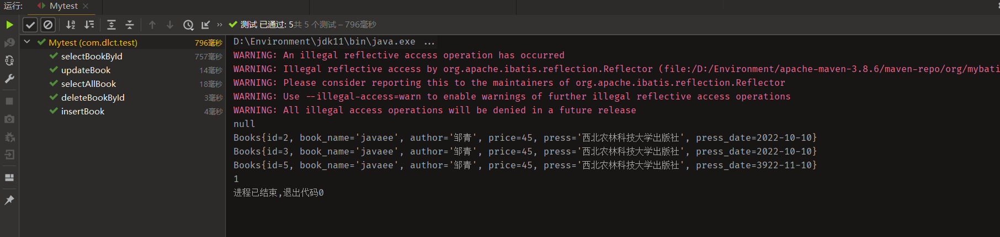 运行: Mytest
测试 已通过: 5共 5 个测试 – 796毫秒
Mytest (com.dlct.test) 796毫秒
selectBookById 757毫秒
updateBook 14毫秒
selectAllBook 18毫秒
deleteBookById 3毫秒
insertBook 4毫秒
D:\Environment\jdk11\bin\java.exe ...
WARNING: An illegal reflective access operation has occurred
WARNING: Illegal reflective access by org.apache.ibatis.reflection.Reflector (file:/D:/Environment/apache-maven-3.8.6/maven-repo/org/mybati
WARNING: Please consider reporting this to the maintainers of org.apache.ibatis.reflection.Reflector
WARNING: Use --illegal-access=warn to enable warnings of further illegal reflective access operations
WARNING: All illegal access operations will be denied in a future release
null
Books{id=2, book_name='javaee', author='邹青', price=45, press='西北农林科技大学出版社', press_date=2022-10-10}
Books{id=3, book_name='javaee', author='邹青', price=45, press='西北农林科技大学出版社', press_date=2022-10-10}
Books{id=5, book_name='javaee', author='邹青', price=45, press='西北农林科技大学出版社', press_date=3922-11-10}
1
进程已结束,退出代码0